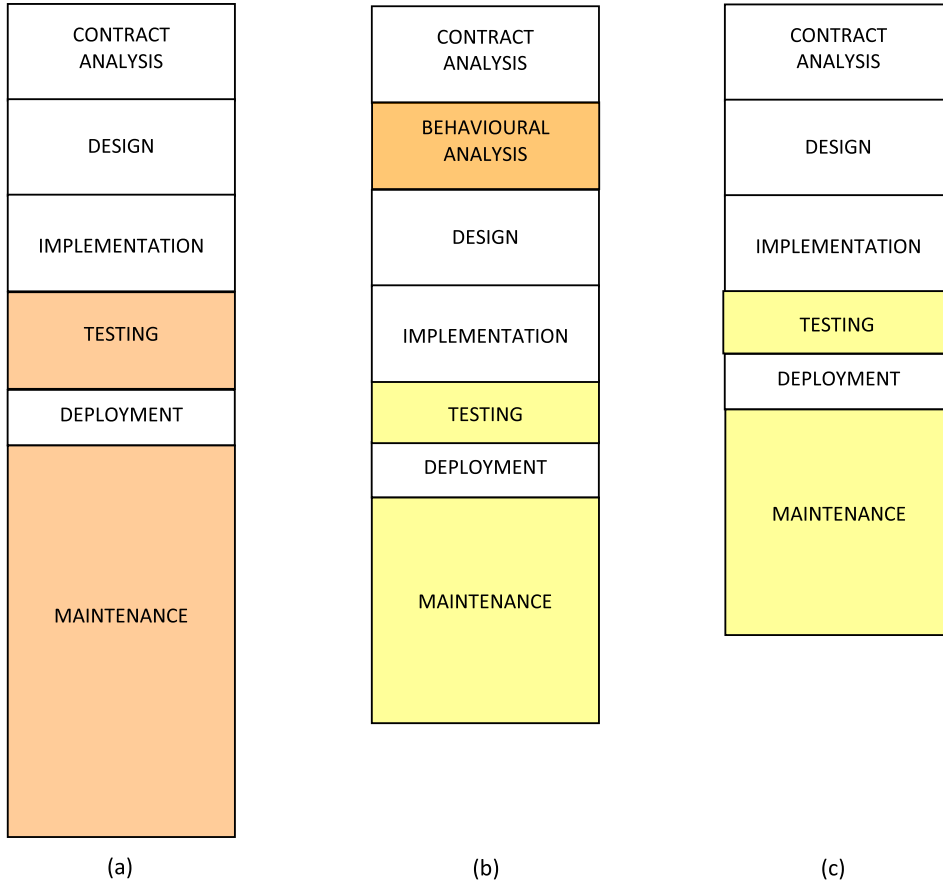 CONTRACT
ANALYSIS
DESIGN
IMPLEMENTATION
TESTING
DEPLOYMENT
MAINTENANCE
(a)
CONTRACT
ANALYSIS
BEHAVIOURAL
ANALYSIS
DESIGN
IMPLEMENTATION
TESTING
DEPLOYMENT
MAINTENANCE
(b)
CONTRACT
ANALYSIS
DESIGN
IMPLEMENTATION
TESTING
DEPLOYMENT
MAINTENANCE
(c)